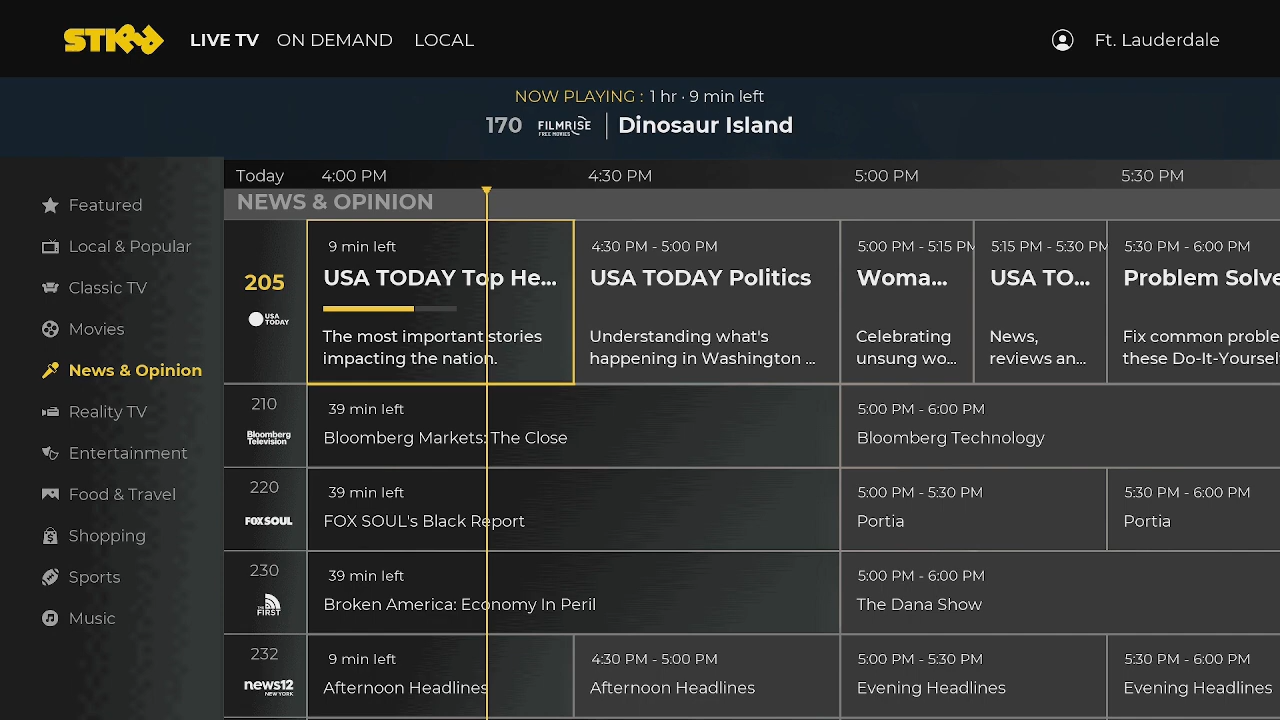 STIRR LIVE TV ON DEMAND LOCAL Ft. Lauderdale
NOW PLAYING : 1 hr · 9 min left
170 FILMRISE FREE MOVIES Dinosaur Island
Today 4:00 PM 4:30 PM 5:00 PM 5:30 PM
NEWS & OPINION
Featured
Local & Popular
Classic TV
Movies
News & Opinion
Reality TV
Entertainment
Food & Travel
Shopping
Sports
Music
205
USA TODAY
9 min left
USA TODAY Top He...
The most important stories
impacting the nation.
4:30 PM - 5:00 PM
USA TODAY Politics
Understanding what's
happening in Washington ...
5:00 PM - 5:15 PM
Woma...
Celebrating
unsung wo...
5:15 PM - 5:30 PM
USA TO...
News,
reviews an...
5:30 PM - 6:00 PM
Problem Solve
Fix common proble
these Do-It-Yourself
210
Bloomberg
Television
39 min left
Bloomberg Markets: The Close
5:00 PM - 6:00 PM
Bloomberg Technology
220
FOX SOUL
39 min left
FOX SOUL's Black Report
5:00 PM - 5:30 PM
Portia
5:30 PM - 6:00 PM
Portia
230
THE FIRST
39 min left
Broken America: Economy In Peril
5:00 PM - 6:00 PM
The Dana Show
232
news12
NEW YORK
9 min left
Afternoon Headlines
4:30 PM - 5:00 PM
Afternoon Headlines
5:00 PM - 5:30 PM
Evening Headlines
5:30 PM - 6:00 PM
Evening Headlines